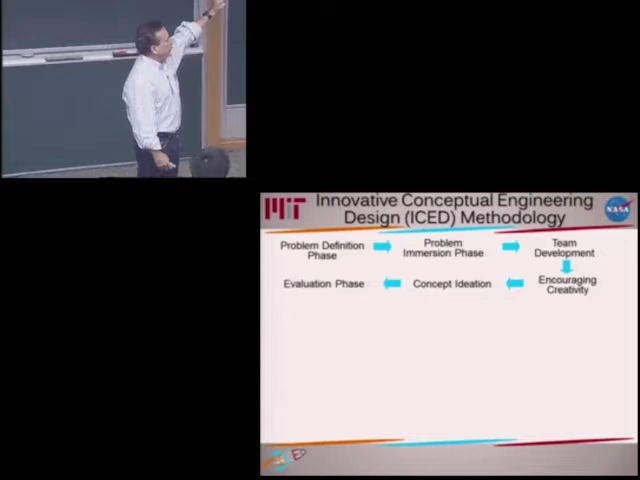 MIT
Innovative Conceptual Engineering
Design (ICED) Methodology
NASA
Problem Definition
Phase
Problem
Immersion Phase
Team
Development
Encouraging
Creativity
Concept Ideation
Evaluation Phase